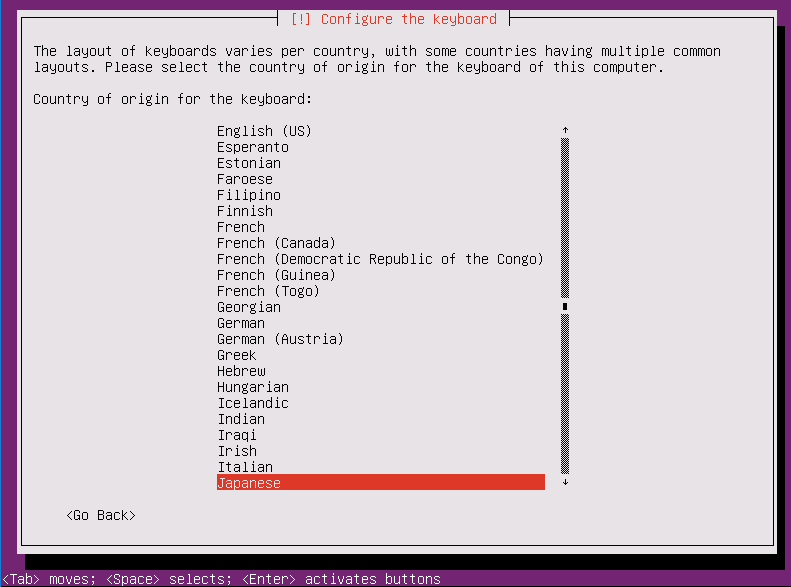 [!] Configure the keyboard
The layout of keyboards varies per country, with some countries having multiple common
layouts. Please select the country of origin for the keyboard of this computer.
Country of origin for the keyboard:
English (US)
Esperanto
Estonian
Faroese
Filipino
Finnish
French
French (Canada)
French (Democratic Republic of the Congo)
French (Guinea)
French (Togo)
Georgian
German
German (Austria)
Greek
Hebrew
Hungarian
Icelandic
Indian
Iraqi
Irish
Italian
Japanese
<Go Back>
<Tab> moves; <Space> selects; <Enter> activates buttons